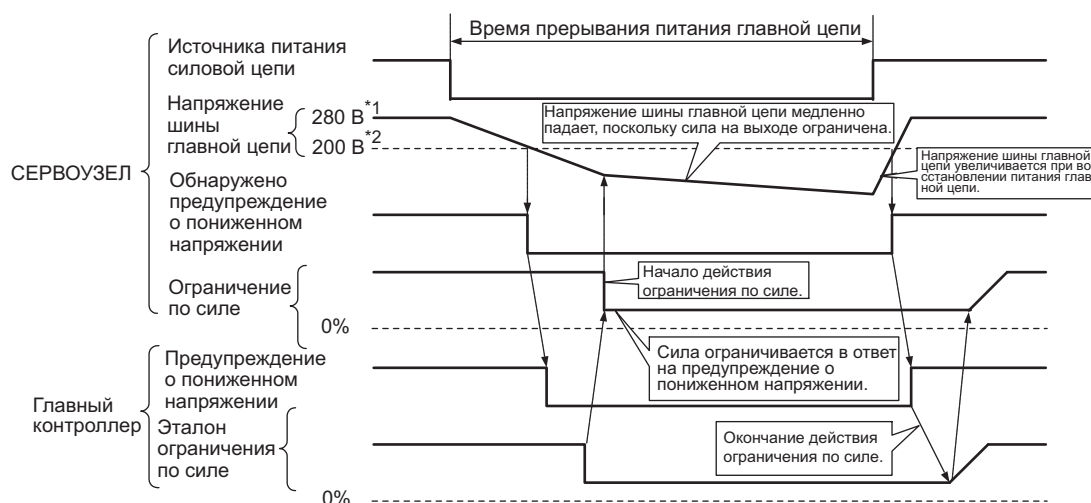 Время прерывания питания главной цепи
Источника питания
силовой цепи
Напряжение
шины
главной цепи
280 В*1
200 В*2
Напряжение шины главной цепи медленно
падает, поскольку сила на выходе ограничена.
Напряжение шины главной
цепи увеличивается при во
сстановлении питания глав
ной цепи.
СЕРВОУЗЕЛ
Обнаружено
предупреждение
о пониженном
напряжении
Ограничение
по силе
0%
Начало действия
ограничения по силе.
Сила ограничивается в ответ
на предупреждение о
пониженном напряжении.
Главный
контроллер
Предупреждение
о пониженном
напряжении
Эталон
ограничения
по силе
0%
Окончание действия
ограничения по силе.